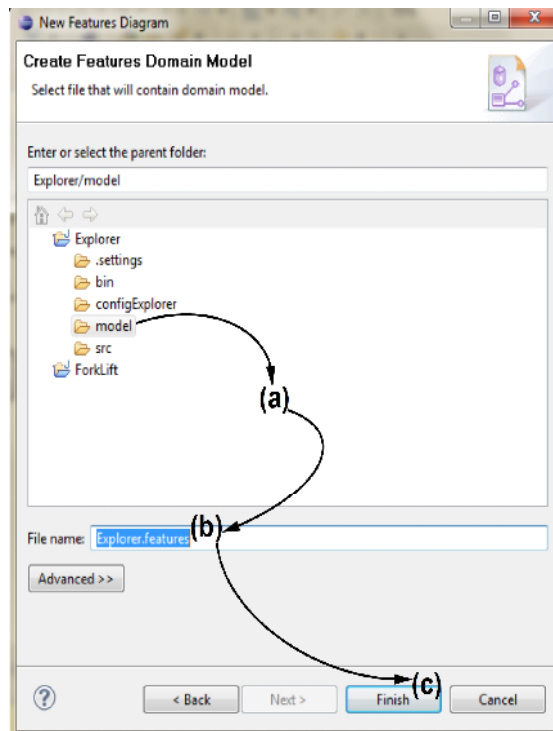 New Features Diagram
Create Features Domain Model
Select file that will contain domain model.
Enter or select the parent folder:
Explorer/model
Explorer
.settings
bin
configExplorer
model
src
ForkLift
(a)
(b)
File name: Explorer.features
Advanced >>
(c)
? < Back Next > Finish Cancel